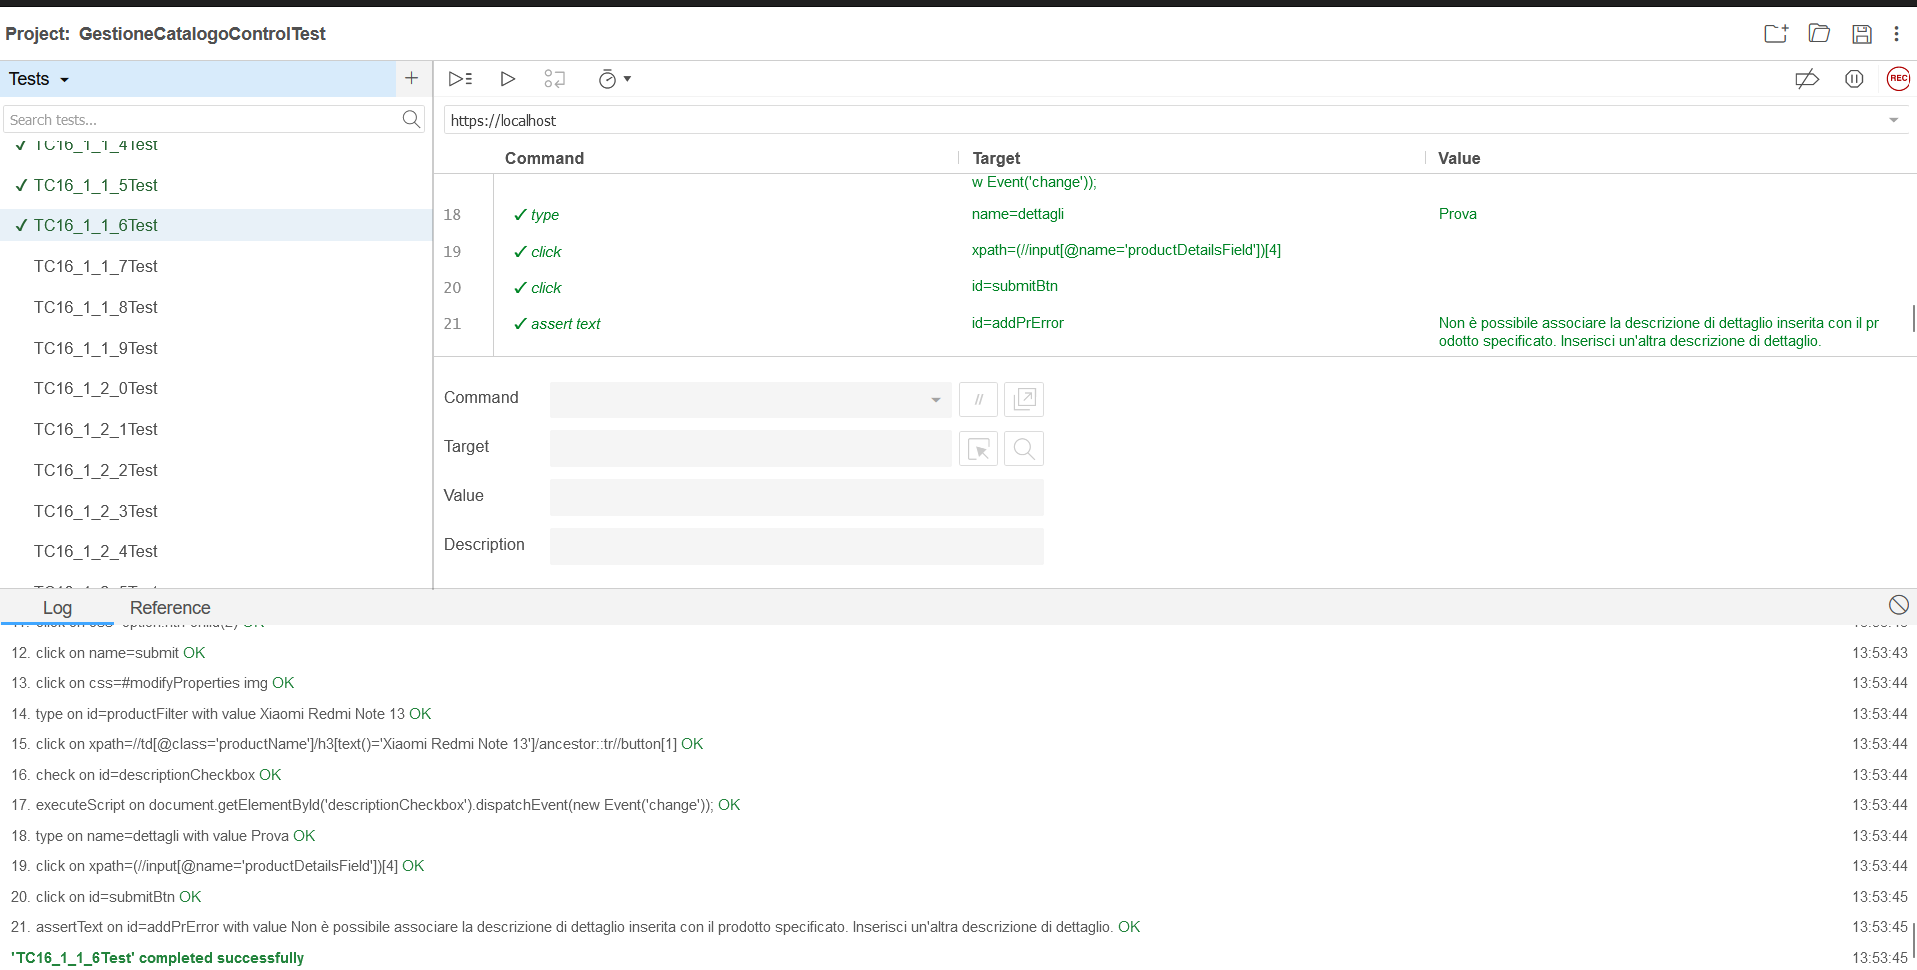 Project: GestioneCatalogoControlTest
Tests
+
REC
Search tests...
https://localhost
TC16_1_1_4Test
TC16_1_1_5Test
TC16_1_1_6Test
TC16_1_1_7Test
TC16_1_1_8Test
TC16_1_1_9Test
TC16_1_2_0Test
TC16_1_2_1Test
TC16_1_2_2Test
TC16_1_2_3Test
TC16_1_2_4Test
Command Target Value
w Event('change'));
18 ✓ type name=dettagli Prova
19 ✓ click xpath=(//input[@name='productDetailsField'])[4]
20 ✓ click id=submitBtn
21 ✓ assert text id=addPrError Non è possibile associare la descrizione di dettaglio inserita con il pr
odotto specificato. Inserisci un'altra descrizione di dettaglio.
Command
//
Target
Value
Description
Log Reference
12. click on name=submit OK 13:53:43
13. click on css=#modifyProperties img OK 13:53:44
14. type on id=productFilter with value Xiaomi Redmi Note 13 OK 13:53:44
15. click on xpath=//td[@class='productName']/h3[text()='Xiaomi Redmi Note 13']/ancestor::tr//button[1] OK 13:53:44
16. check on id=descriptionCheckbox OK 13:53:44
17. executeScript on document.getElementById('descriptionCheckbox').dispatchEvent(new Event('change')); OK 13:53:44
18. type on name=dettagli with value Prova OK 13:53:44
19. click on xpath=(//input[@name='productDetailsField'])[4] OK 13:53:44
20. click on id=submitBtn OK 13:53:45
21. assertText on id=addPrError with value Non è possibile associare la descrizione di dettaglio inserita con il prodotto specificato. Inserisci un'altra descrizione di dettaglio. OK 13:53:45
'TC16_1_1_6Test' completed successfully 13:53:45